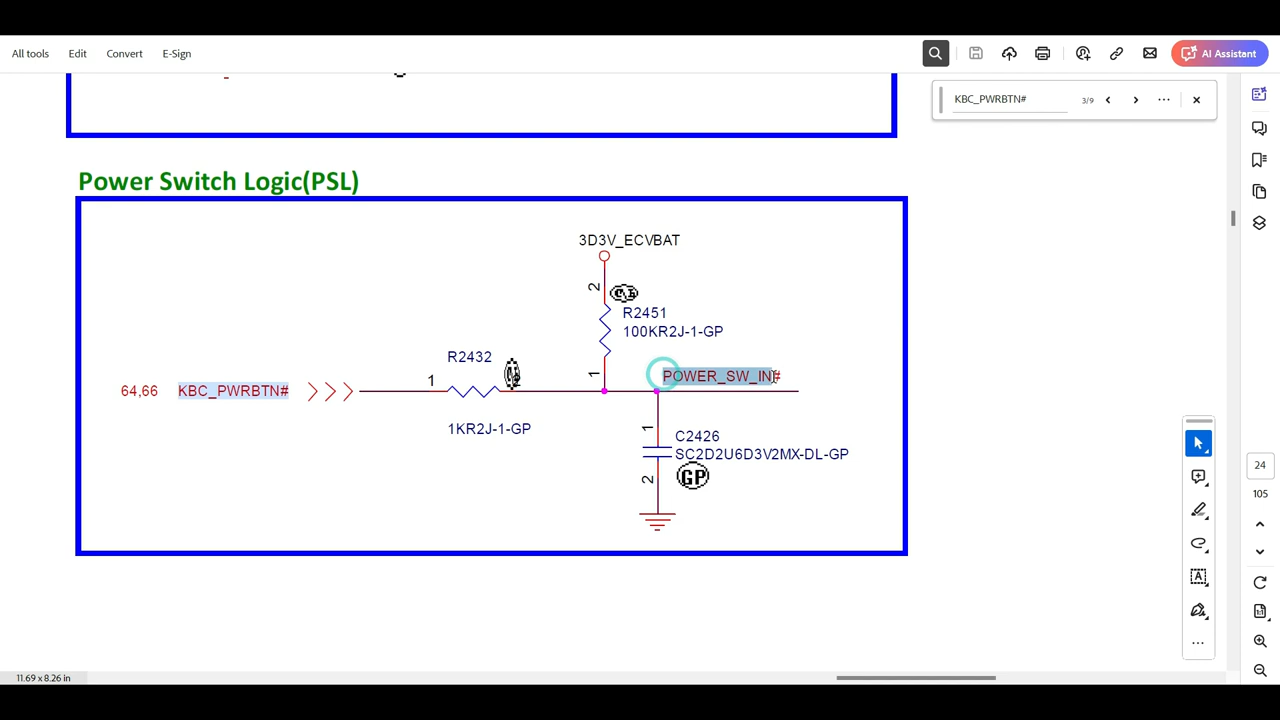 All tools
Edit
Convert
E-Sign
AI Assistant
KBC_PWRBTN#
3/9
Power Switch Logic(PSL)
3D3V_ECVBAT
2
R2451
100KR2J-1-GP
1
R2432
1
1KR2J-1-GP
64,66
KBC_PWRBTN#
POWER_SW_IN#
1
C2426
SC2D2U6D3V2MX-DL-GP
2
GP
24
105
11.69 x 8.26 in